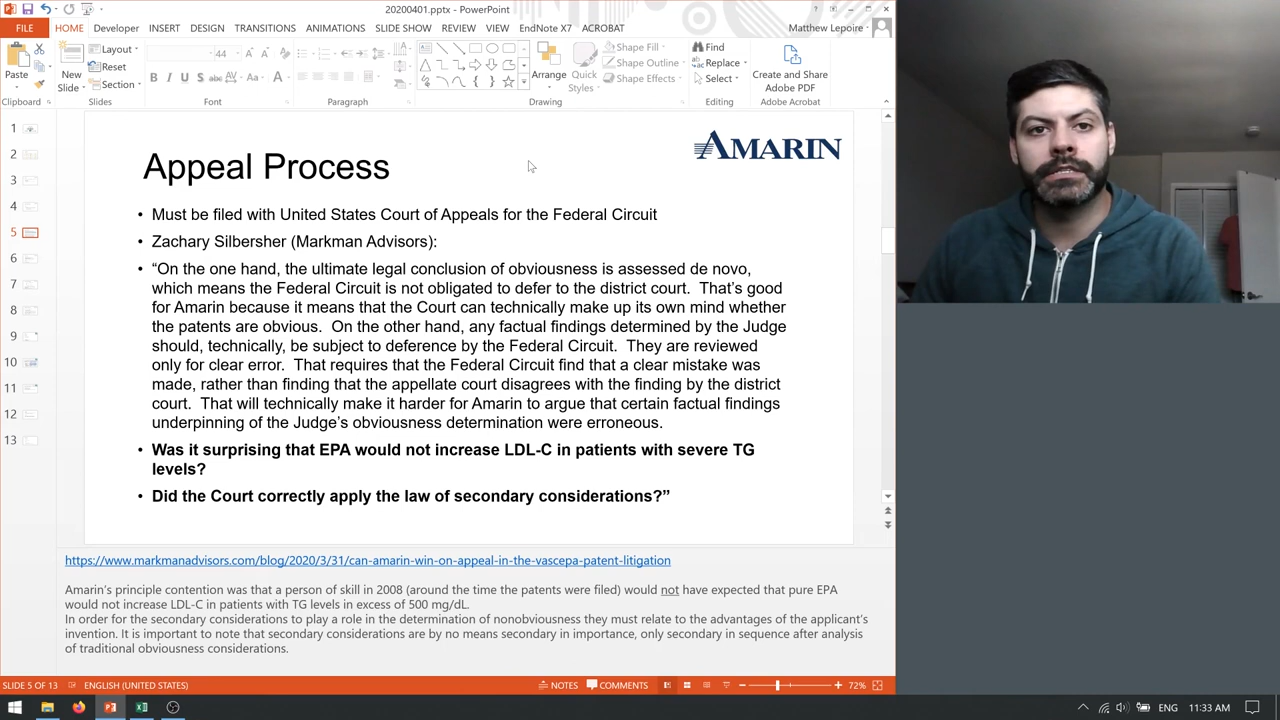 20200401.pptx - PowerPoint
FILE HOME Developer INSERT DESIGN TRANSITIONS ANIMATIONS SLIDE SHOW REVIEW VIEW EndNote X7 ACROBAT
Matthew Lepoire
Paste
New
Slide
Layout
Reset
Section
44
B I U S abc AV Aa A
Arrange
Quick
Styles
Shape Fill
Shape Outline
Shape Effects
Find
Replace
Select
Create and Share
Adobe PDF
Clipboard Slides Font Paragraph Drawing Editing Adobe Acrobat
1
2
3
4
5
6
7
8
9
10
11
12
13
AMARIN
Appeal Process
• Must be filed with United States Court of Appeals for the Federal Circuit
• Zachary Silbersher (Markman Advisors):
• “On the one hand, the ultimate legal conclusion of obviousness is assessed de novo,
which means the Federal Circuit is not obligated to defer to the district court. That’s good
for Amarin because it means that the Court can technically make up its own mind whether
the patents are obvious. On the other hand, any factual findings determined by the Judge
should, technically, be subject to deference by the Federal Circuit. They are reviewed
only for clear error. That requires that the Federal Circuit find that a clear mistake was
made, rather than finding that the appellate court disagrees with the finding by the district
court. That will technically make it harder for Amarin to argue that certain factual findings
underpinning of the Judge’s obviousness determination were erroneous.
• Was it surprising that EPA would not increase LDL-C in patients with severe TG
levels?
• Did the Court correctly apply the law of secondary considerations?”
https://www.markmanadvisors.com/blog/2020/3/31/can-amarin-win-on-appeal-in-the-vascepa-patent-litigation
Amarin’s principle contention was that a person of skill in 2008 (around the time the patents were filed) would not have expected that pure EPA
would not increase LDL-C in patients with TG levels in excess of 500 mg/dL.
In order for the secondary considerations to play a role in the determination of nonobviousness they must relate to the advantages of the applicant’s
invention. It is important to note that secondary considerations are by no means secondary in importance, only secondary in sequence after analysis
of traditional obviousness considerations.
SLIDE 5 OF 13 ENGLISH (UNITED STATES) NOTES COMMENTS 72%
ENG 11:33 AM